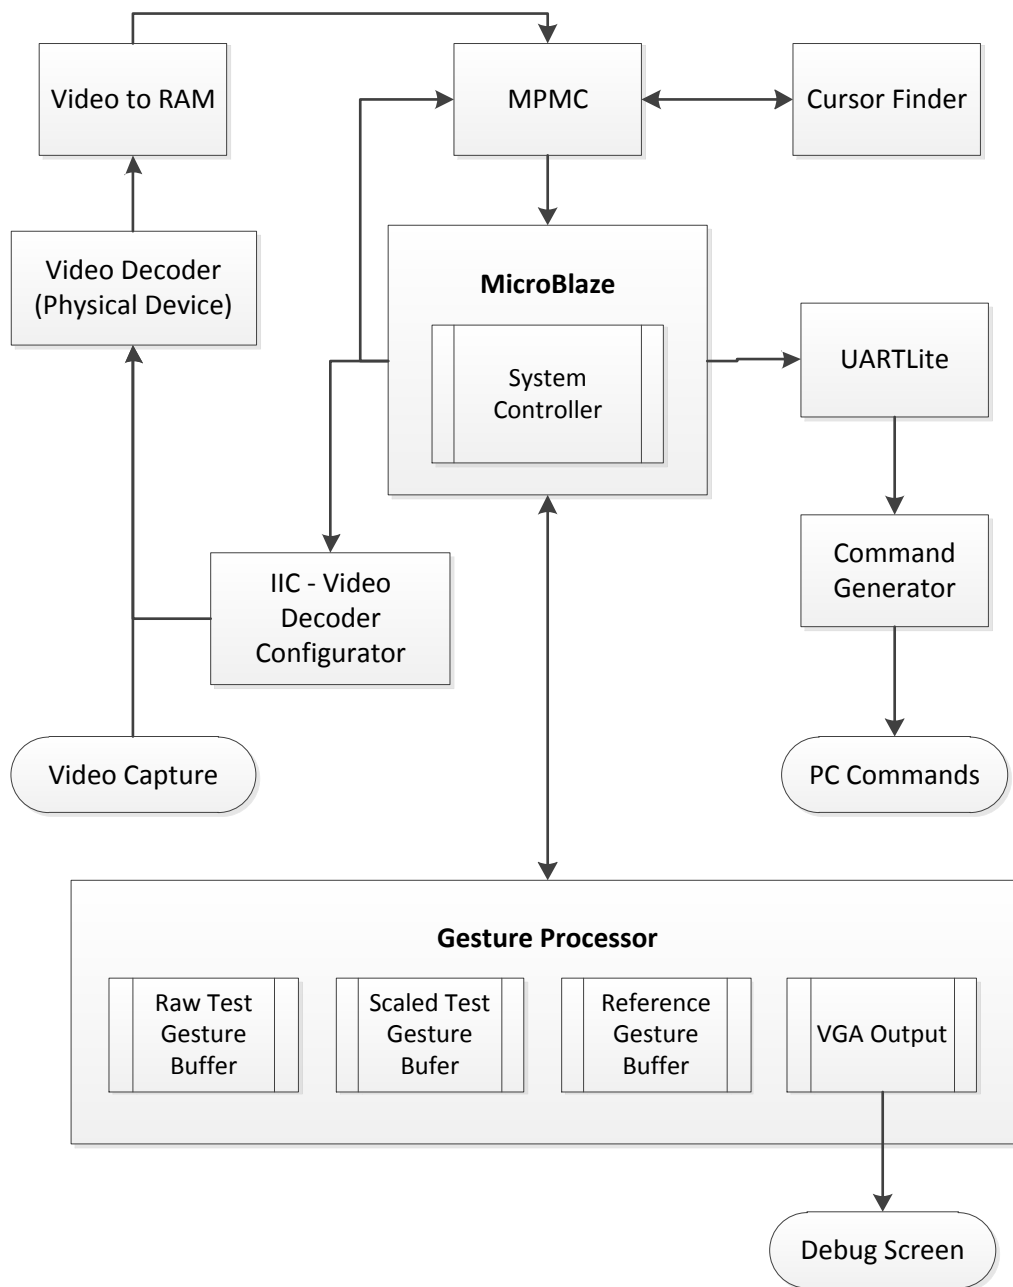 Video to RAM
MPMC
Cursor Finder
Video Decoder
(Physical Device)
MicroBlaze
System
Controller
UARTLite
IIC - Video
Decoder
Configurator
Command
Generator
Video Capture
PC Commands
Gesture Processor
Raw Test
Gesture
Buffer
Scaled Test
Gesture
Bufer
Reference
Gesture
Buffer
VGA Output
Debug Screen